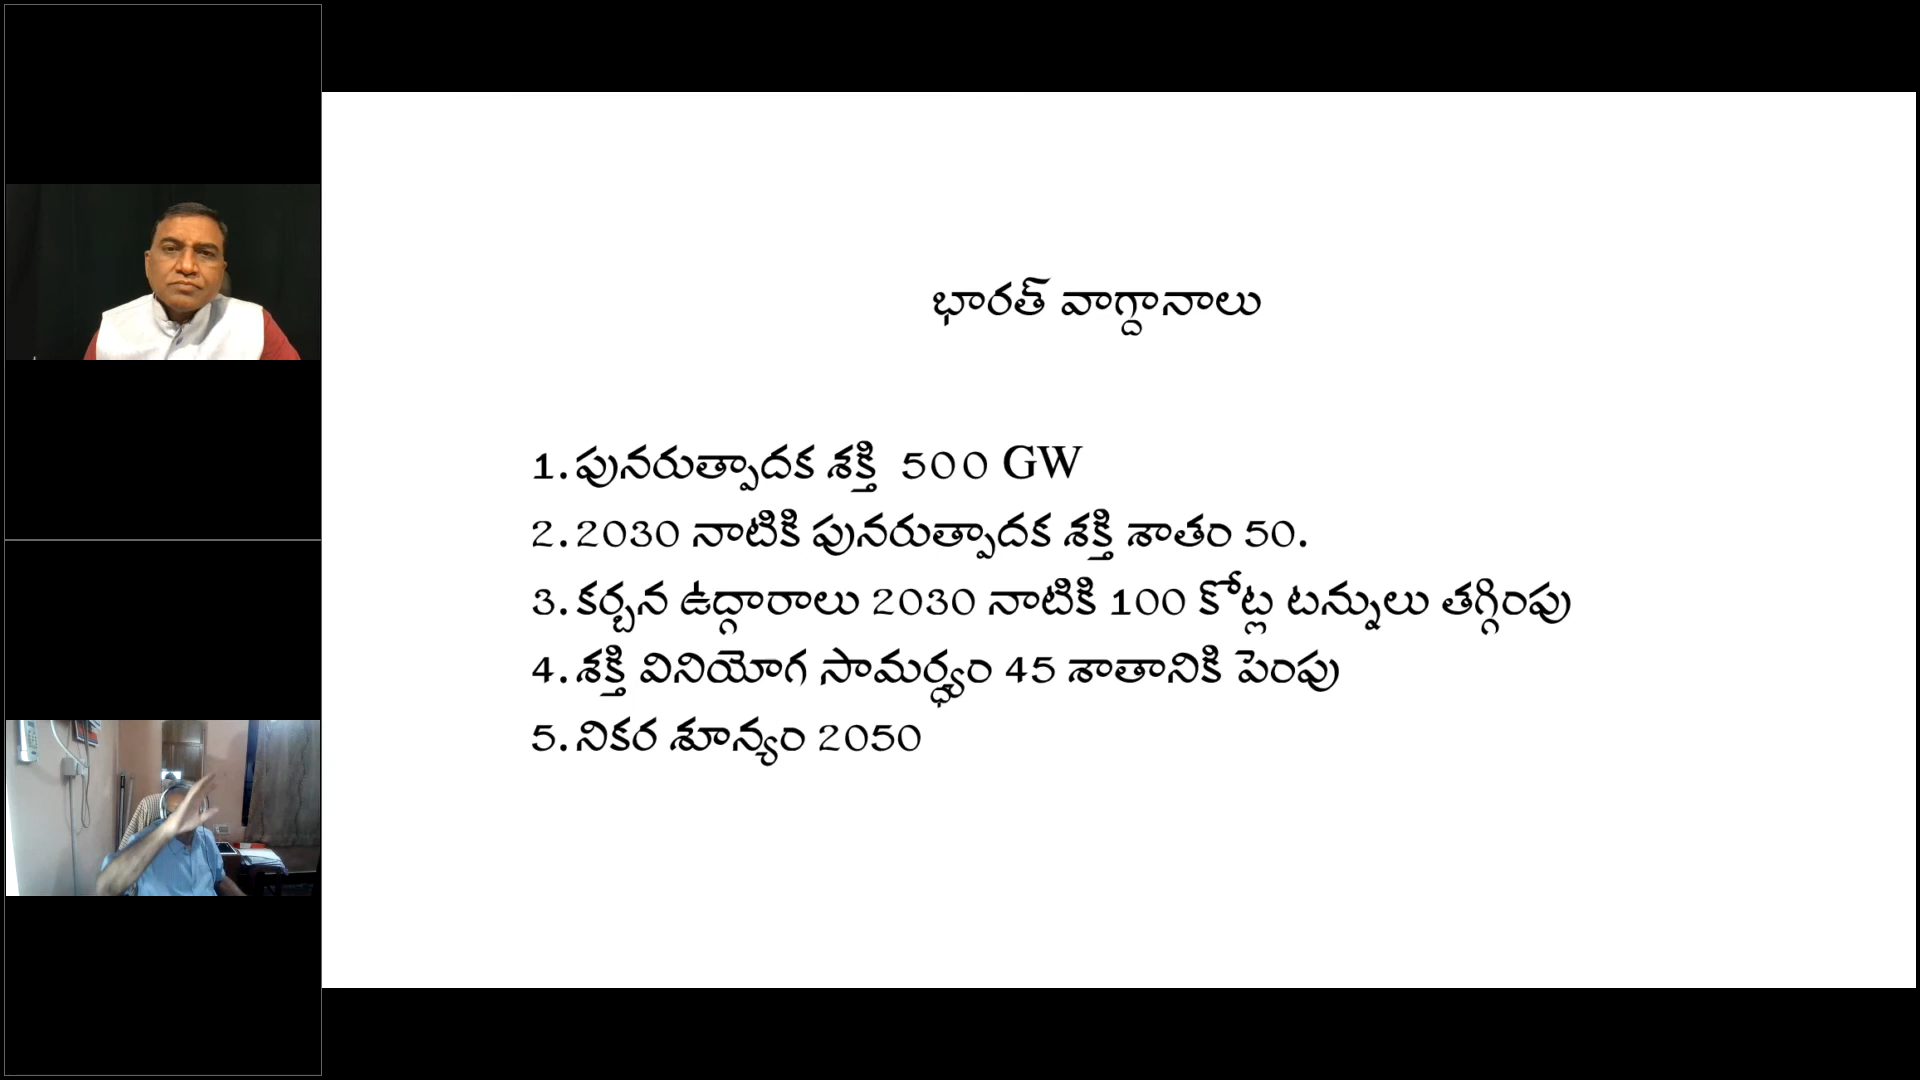 భారత్ వాగ్దానాలు
1. పునరుత్పాదక శక్తి 500 GW
2. 2030 నాటికి పునరుత్పాదక శక్తి శాతం 50.
3. కర్బన ఉద్గారాలు 2030 నాటికి 100 కోట్ల టన్నులు తగ్గింపు
4. శక్తి వినియోగ సామర్ధ్యం 45 శాతానికి పెంపు
5. నికర శూన్యం 2050